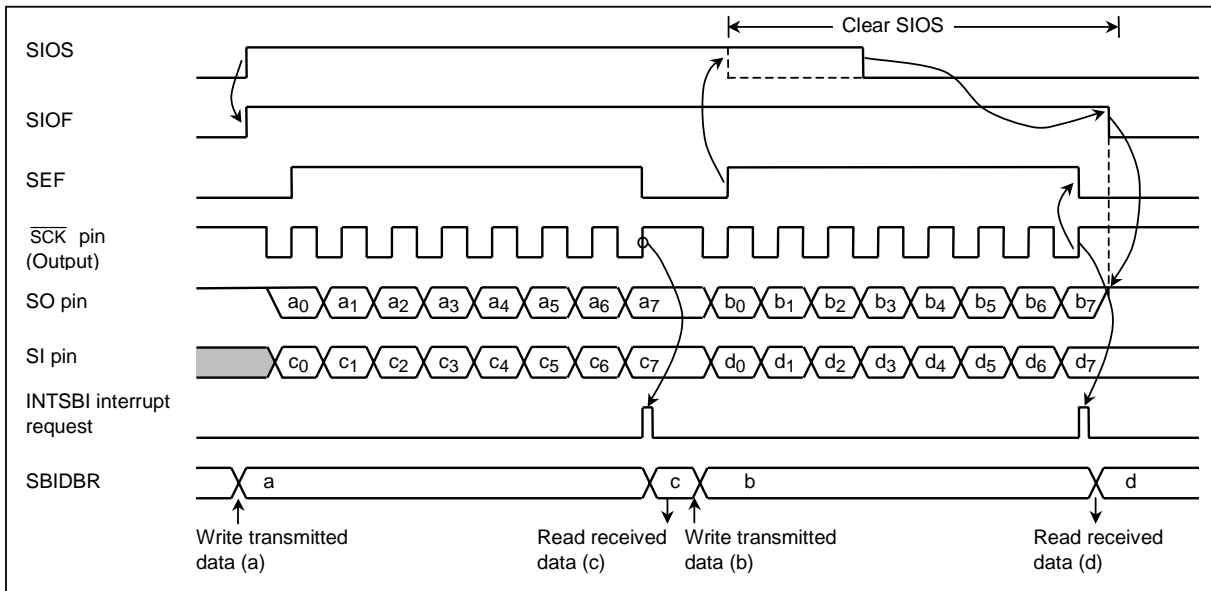 Clear SIOS
SIOS
SIOF
SEF
SCK pin
(Output)
SO pin
a0 a1 a2 a3 a4 a5 a6 a7 b0 b1 b2 b3 b4 b5 b6 b7
SI pin
c0 c1 c2 c3 c4 c5 c6 c7 d0 d1 d2 d3 d4 d5 d6 d7
INTSBI interrupt
request
SBIDBR
a c b d
Write transmitted
data (a)
Read received
data (c)
Write transmitted
data (b)
Read received
data (d)